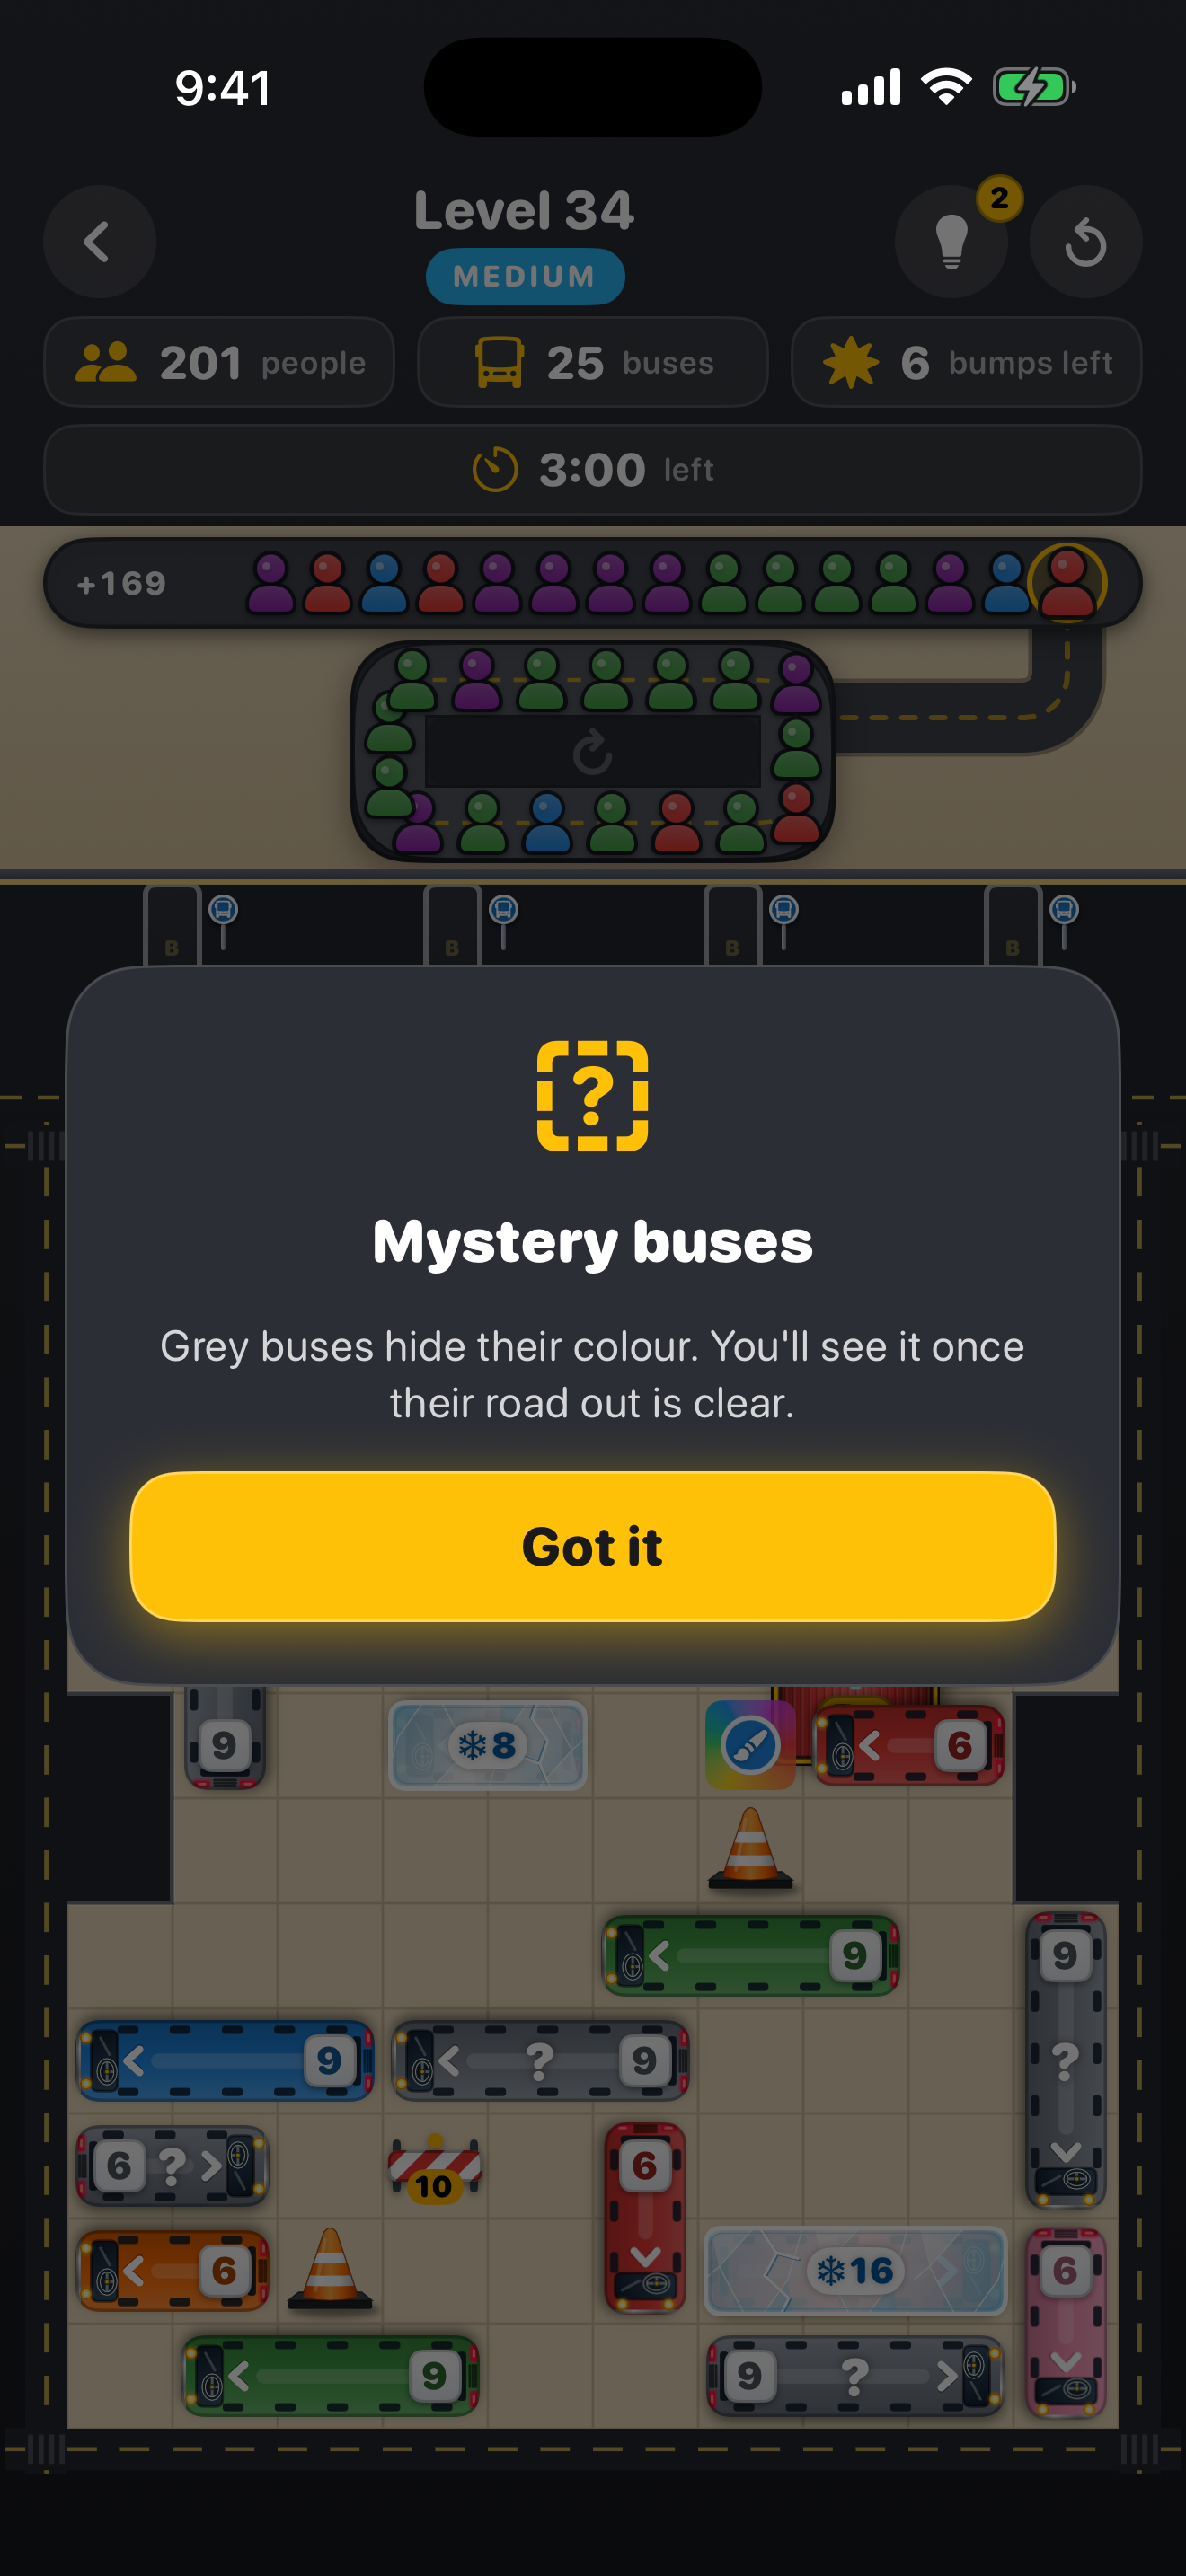 9:41
Level 34
2
MEDIUM
201 people
25 buses
6 bumps left
3:00 left
+169
B
B
B
B
?
Mystery buses
Grey buses hide their colour. You'll see it once
their road out is clear.
Got it
9
8
6
9
9
9
? 9
?
6 ?
10
6
6
16
6
9
9 ?